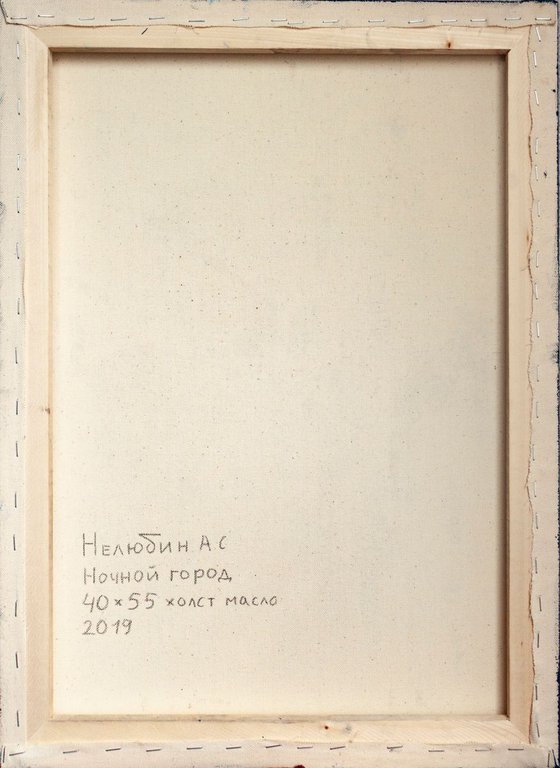 Нелюбин А С
Ночной город
40 × 55 холст масло
2019